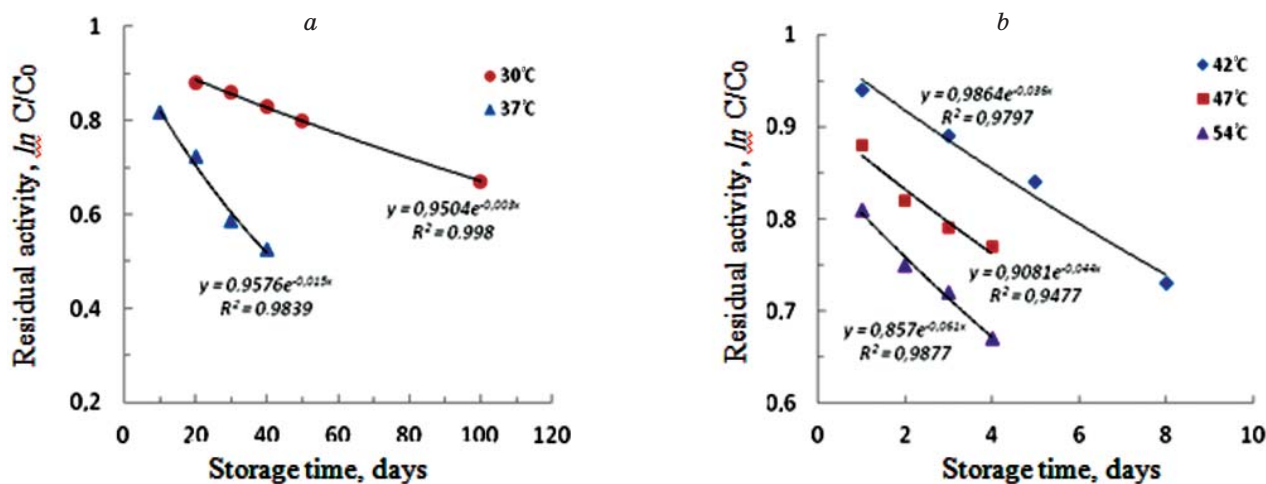 a
Residual activity, ln C/Co
1
0.8
0.6
0.4
0,2
0
20
40
60
80
100
120
30°C
37°C
y = 0,9504e-0,003x
R2 = 0.998
y = 0.9576e-0,015x
R2 = 0.9839
Storage time, days
b
Residual activity, ln C/Co
1
0.9
0.8
0.7
0.6
0
2
4
6
8
10
42°C
47°C
54°C
y = 0,9864e-0,036x
R2 = 0,9797
y = 0,9081e-0,044x
R2 = 0,9477
y = 0,857e-0,061x
R2 = 0,9877
Storage time, days